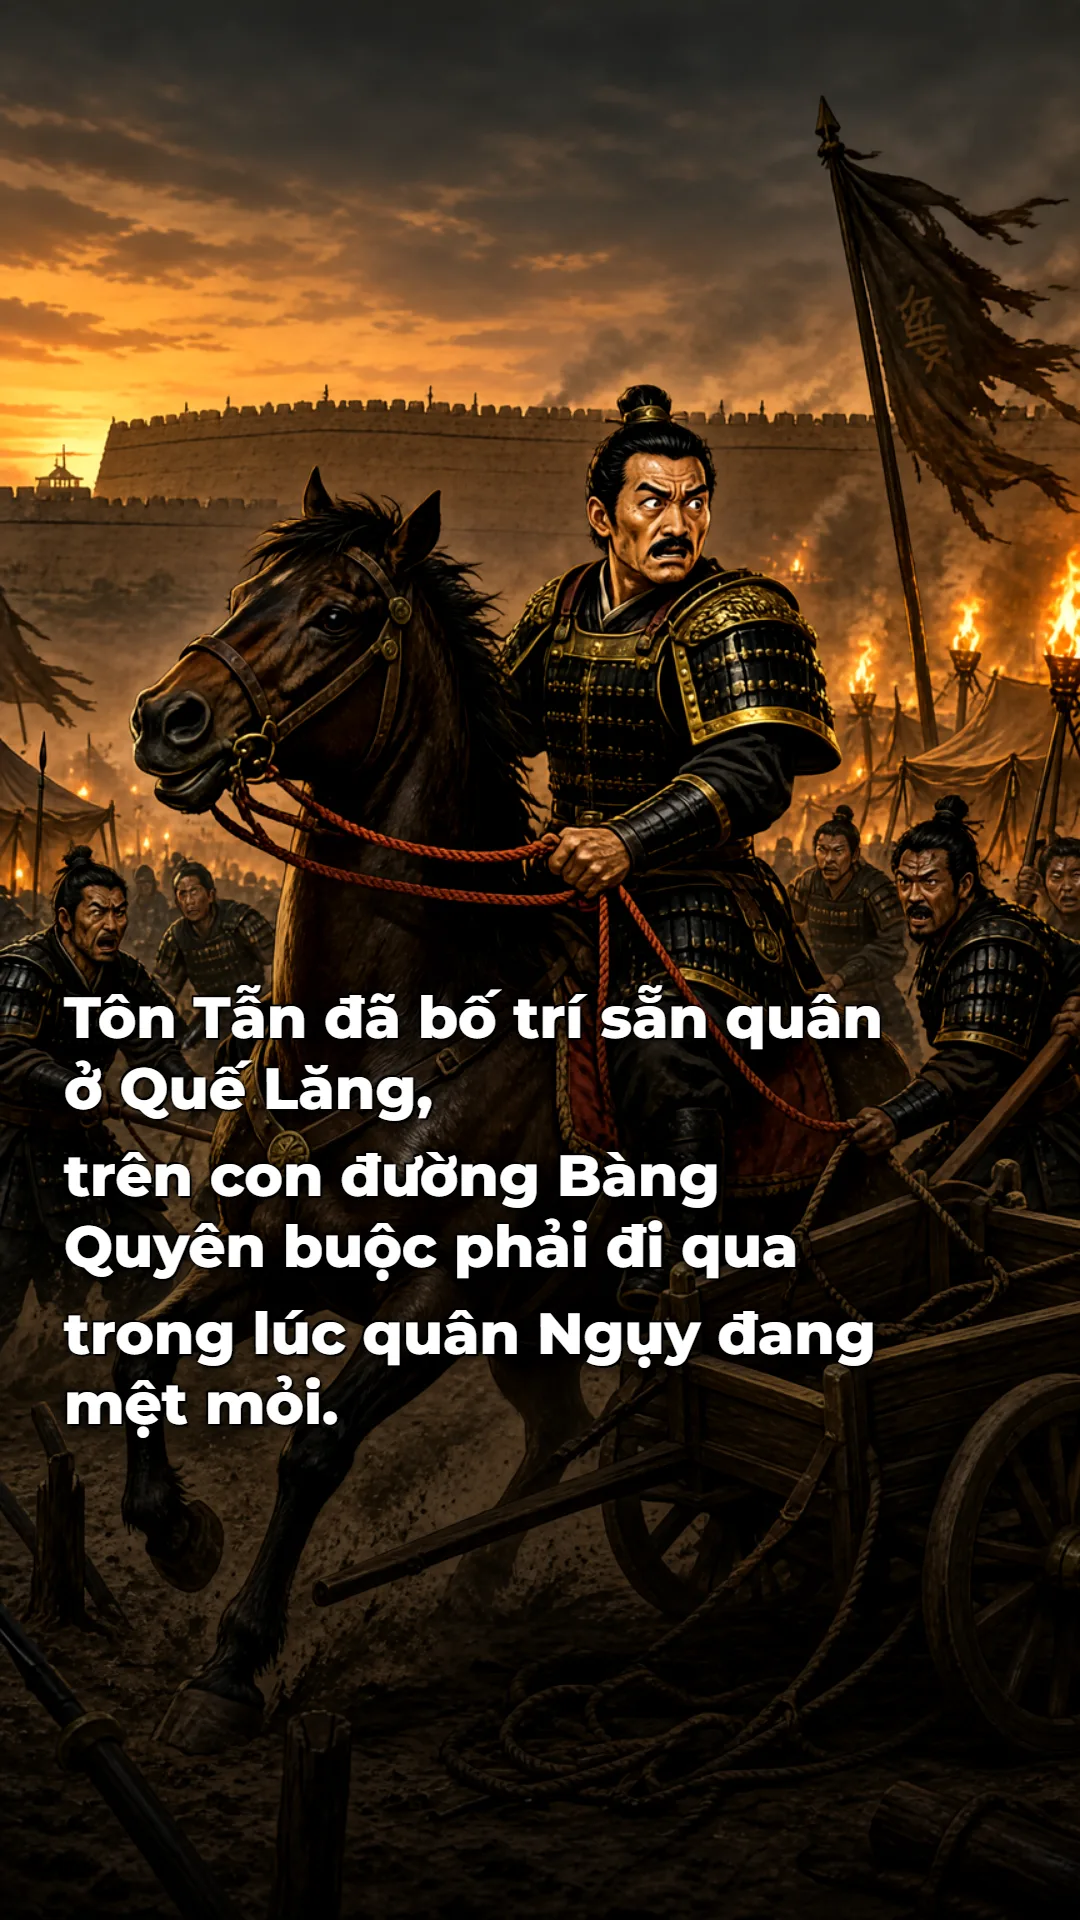 Tôn Tẫn đã bố trí sẵn quân
ở Quế Lăng,
trên con đường Bàng
Quyên buộc phải đi qua
trong lúc quân Ngụy đang
mệt mỏi.